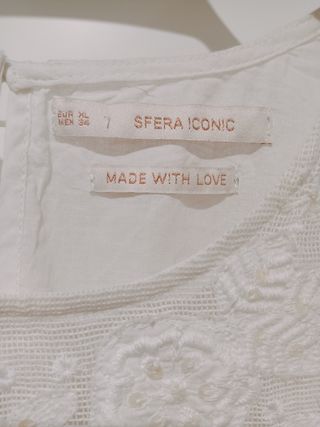 EUR XL
MEX 34
SFERA ICONIC
MADE WITH LOVE